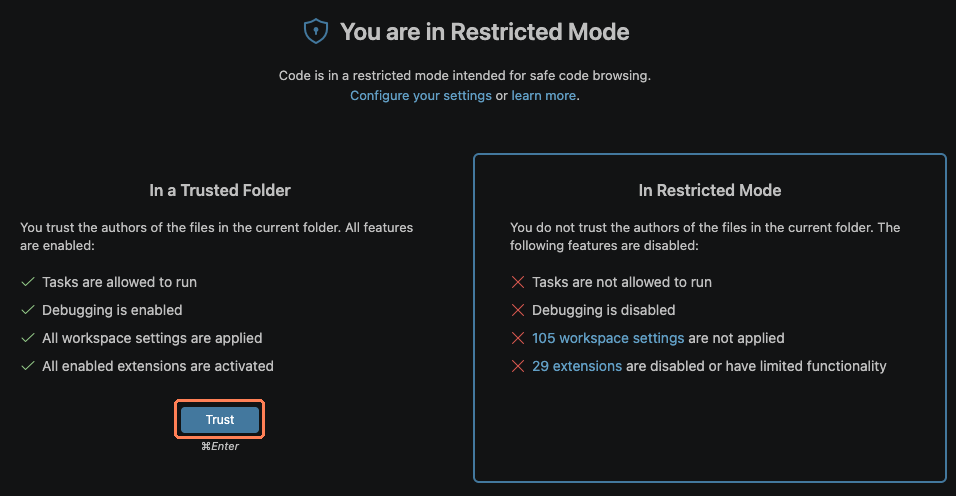 You are in Restricted Mode
Code is in a restricted mode intended for safe code browsing.
Configure your settings or learn more.
In a Trusted Folder
You trust the authors of the files in the current folder. All features
are enabled:
Tasks are allowed to run
Debugging is enabled
All workspace settings are applied
All enabled extensions are activated
Trust
⌘Enter
In Restricted Mode
You do not trust the authors of the files in the current folder. The
following features are disabled:
Tasks are not allowed to run
Debugging is disabled
105 workspace settings are not applied
29 extensions are disabled or have limited functionality